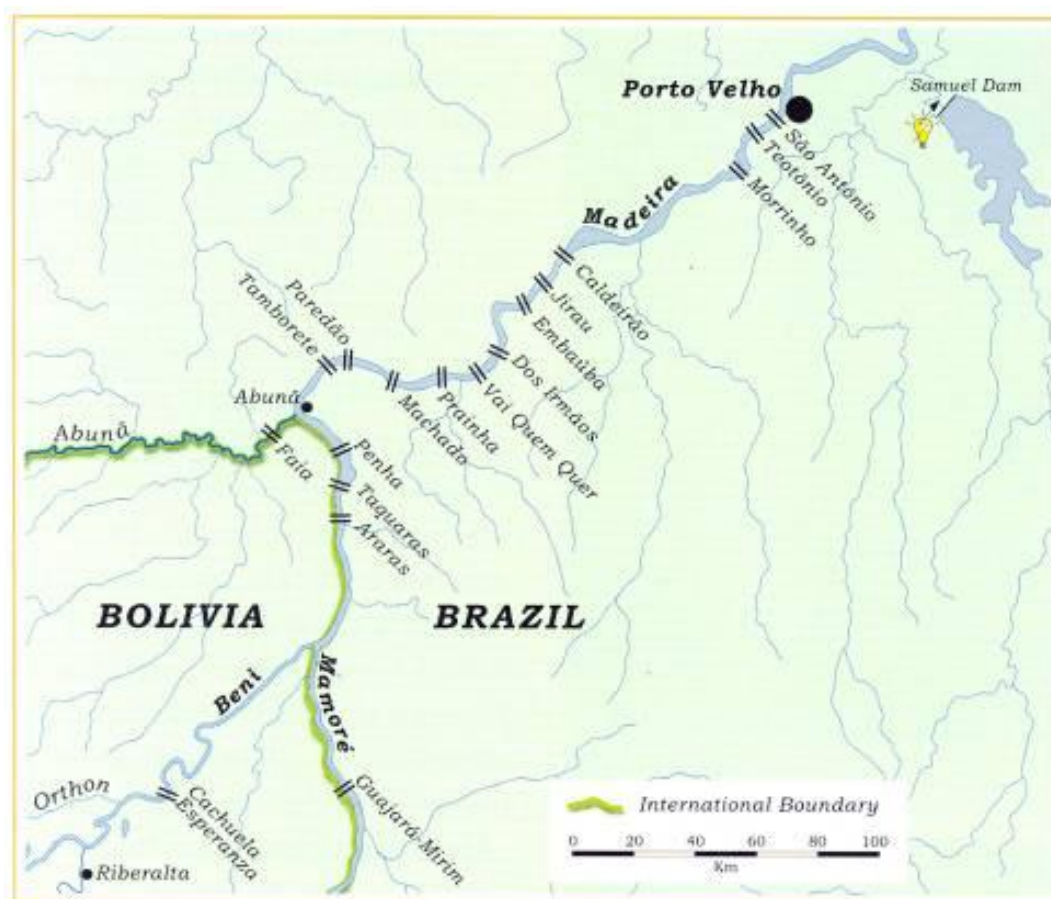 Porto Velho
Samuel Dam
São Antônio
Teotônio
Morrinho
Madeira
Caldeirão
Jirau
Embaúba
Dos Irmãos
Vai Quem Quer
Prainha
Machado
Paredão
Tamborete
Abunã
Abunã
Faia
Penha
Taquaras
Araras
BOLIVIA
BRAZIL
Beni
Mamoré
Orthon
Cachuela
Esperanza
Guajará-Mirim
Riberalta
International Boundary
0 20 40 60 80 100
Km